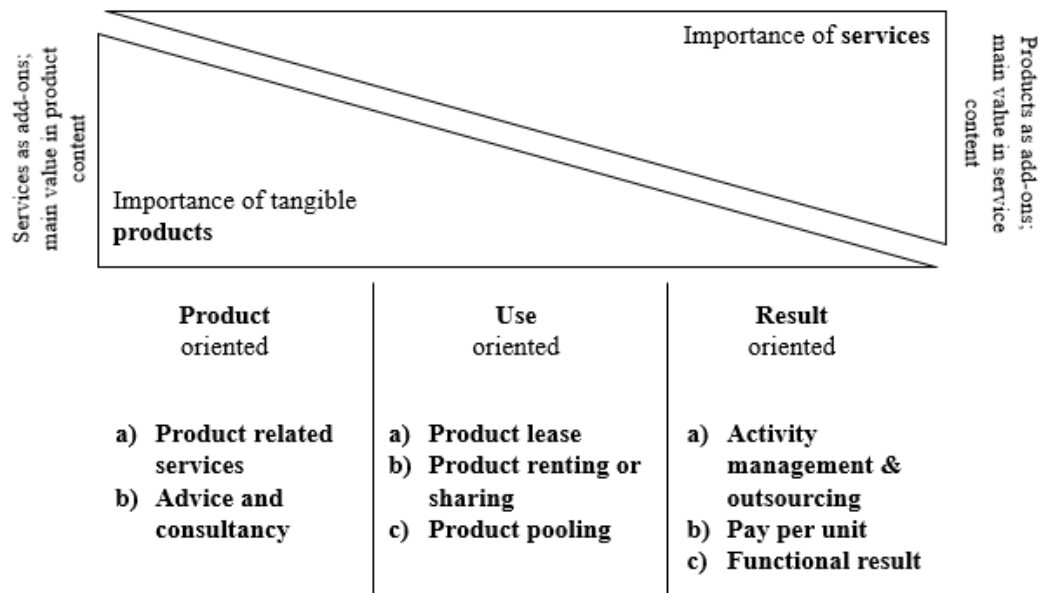 Importance of services
Services as add-ons;
main value in product
content
Products as add-ons;
main value in service
content
Importance of tangible
products
Product
oriented
Use
oriented
Result
oriented
a) Product related
services
b) Advice and
consultancy
a) Product lease
b) Product renting or
sharing
c) Product pooling
a) Activity
management &
outsourcing
b) Pay per unit
c) Functional result